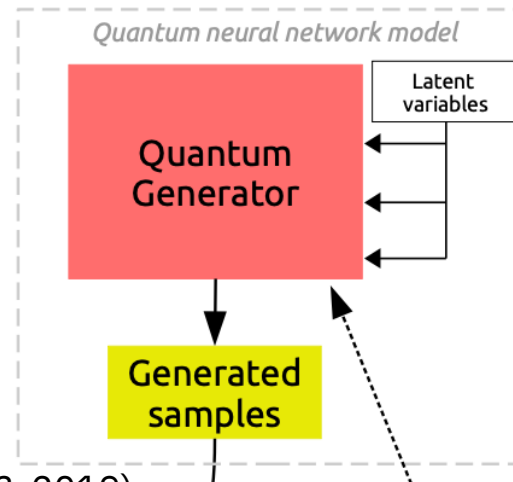 Quantum neural network model
Latent
variables
Quantum
Generator
Generated
samples